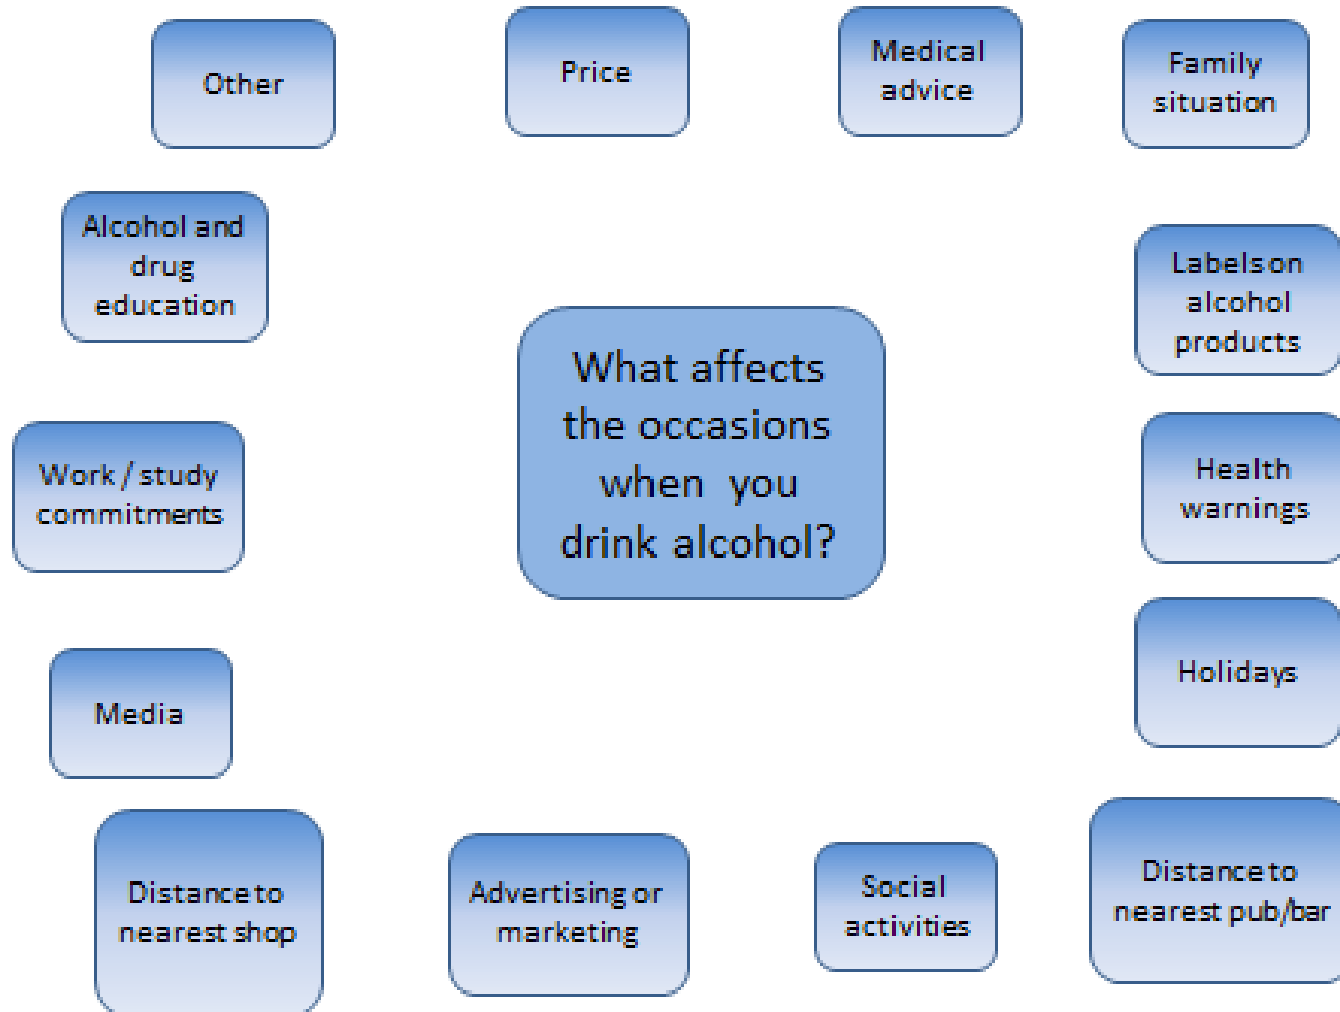 Other
Price
Medical
advice
Family
situation
Alcohol and
drug
education
Labels on
alcohol
products
What affects
the occasions
when you
drink alcohol?
Work / study
commitments
Health
warnings
Media
Holidays
Distance to
nearest shop
Advertising or
marketing
Social
activities
Distance to
nearest pub/bar